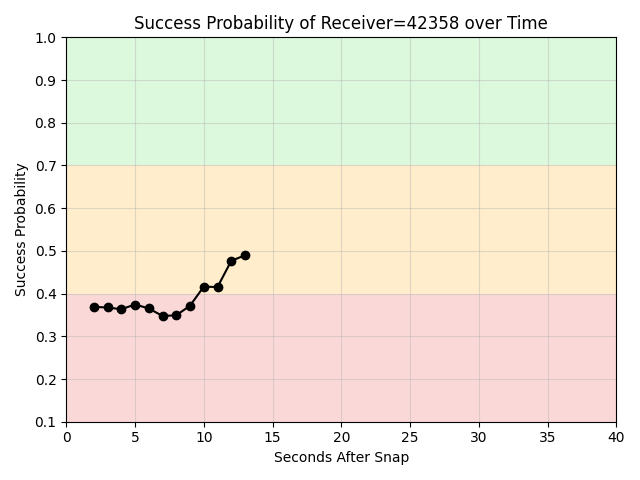 Success Probability of Receiver=42358 over Time
1.0
0.9
0.8
0.7
0.6
0.5
0.4
0.3
0.2
0.1
Success Probability
0 5 10 15 20 25 30 35 40
Seconds After Snap